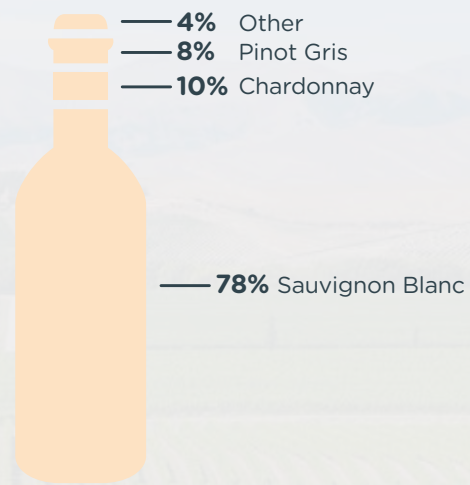 4% Other
8% Pinot Gris
10% Chardonnay
78% Sauvignon Blanc